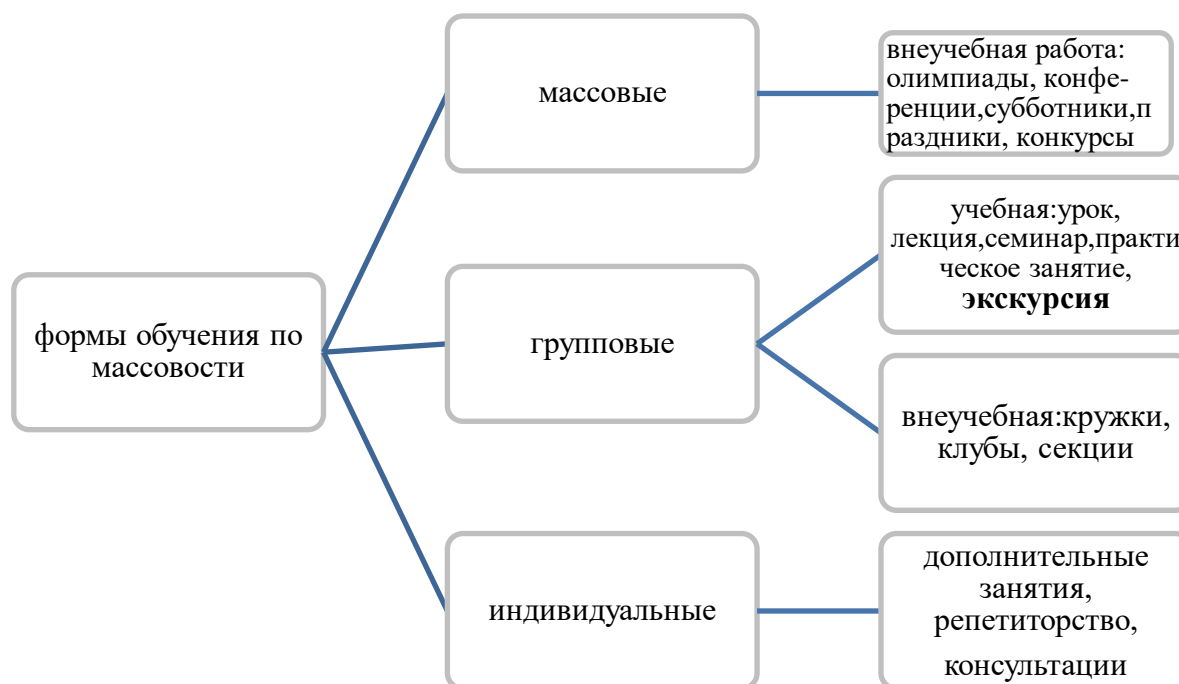 формы обучения по
массовости
массовые
внеучебная работа:
олимпиады, конфе-
ренции,субботники,п
раздники, конкурсы
групповые
учебная:урок,
лекция,семинар,практи
ческое занятие,
экскурсия
внеучебная:кружки,
клубы, секции
индивидуальные
дополнительные
занятия,
репетиторство,
консультации